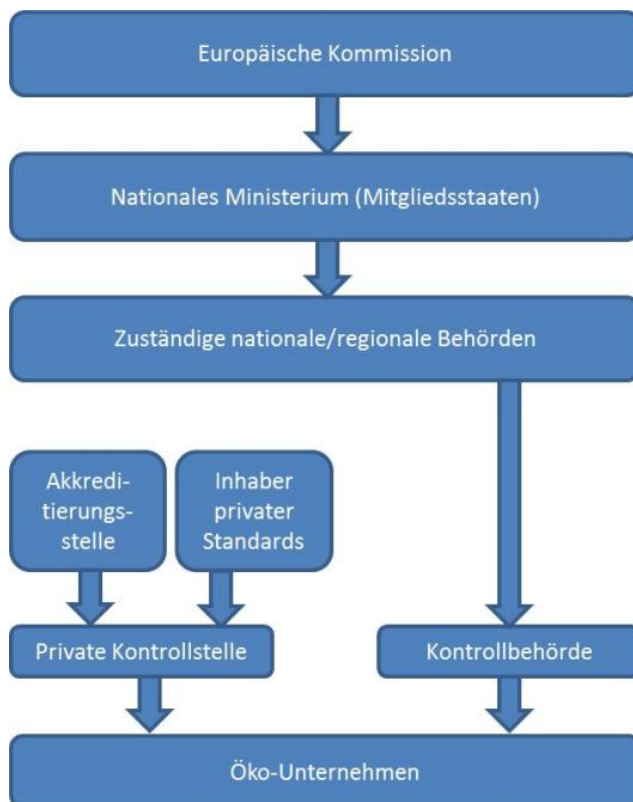 Europäische Kommission
Nationales Ministerium (Mitgliedsstaaten)
Zuständige nationale/regionale Behörden
Akkredi-
tierungs-
stelle
Inhaber
privater
Standards
Private Kontrollstelle
Kontrollbehörde
Öko-Unternehmen